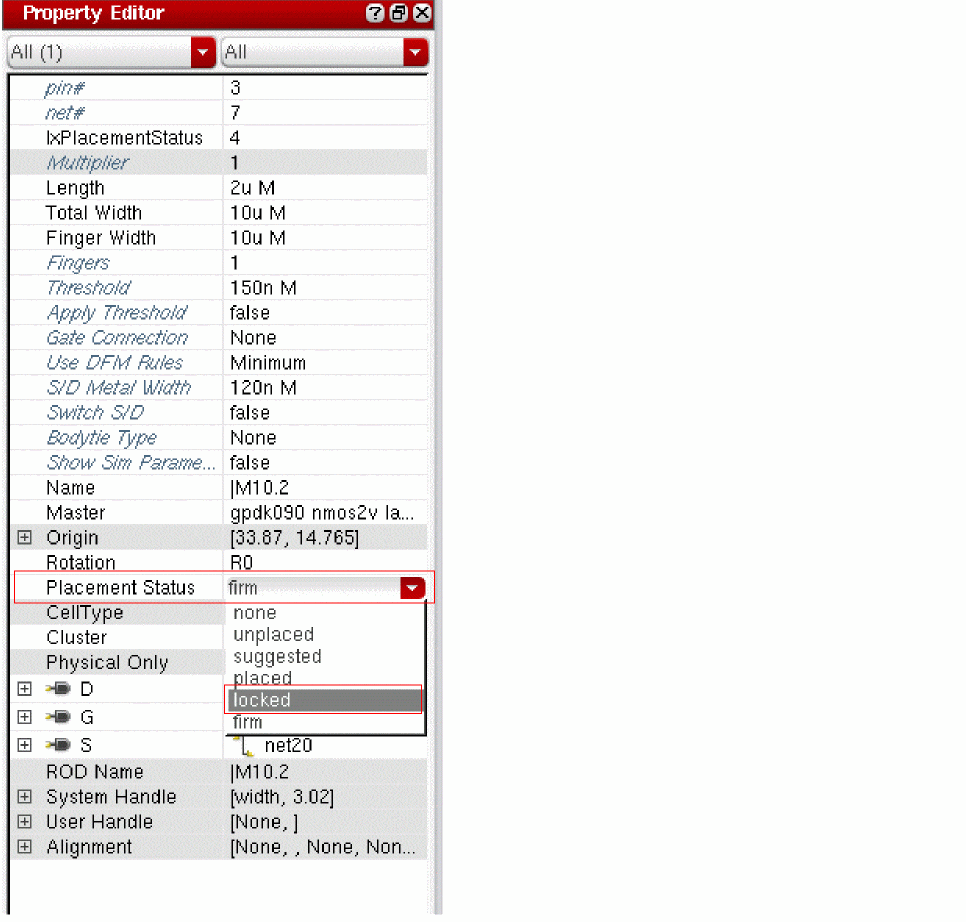 Property Editor
All (1) All
pin# 3
net# 7
lxPlacementStatus 4
Multiplier 1
Length 2u M
Total Width 10u M
Finger Width 10u M
Fingers 1
Threshold 150n M
Apply Threshold false
Gate Connection None
Use DFM Rules Minimum
S/D Metal Width 120n M
Switch S/D false
Bodytie Type None
Show Sim Parame... false
Name |M10.2
Master gpdk090 nmos2v la...
Origin [33.87, 14.765]
Rotation R0
Placement Status firm
CellType none
Cluster unplaced
Physical Only suggested
placed
D locked
G firm
S net20
ROD Name |M10.2
System Handle [width, 3.02]
User Handle [None, ]
Alignment [None, , None, Non...